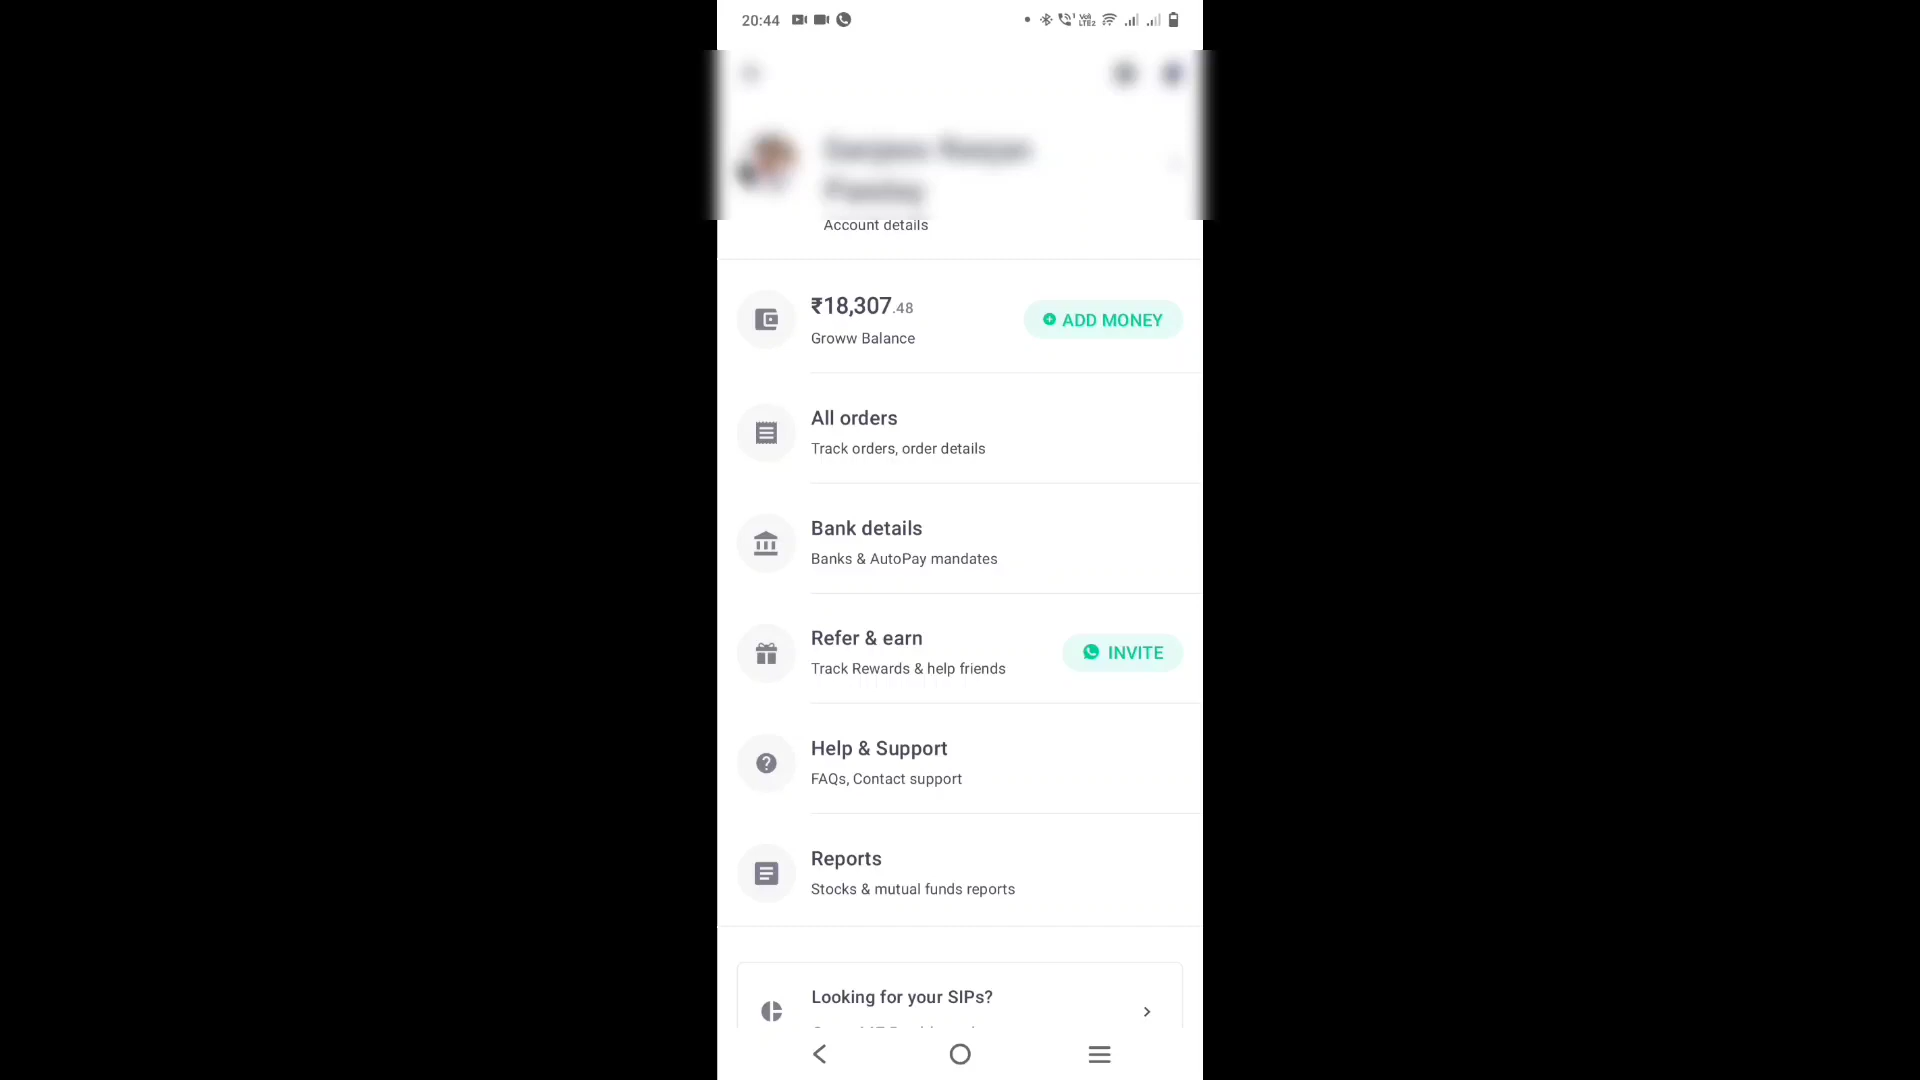 20:44
Account details
₹18,307.48
ADD MONEY
Groww Balance
All orders
Track orders, order details
Bank details
Banks & AutoPay mandates
Refer & earn
INVITE
Track Rewards & help friends
Help & Support
FAQs, Contact support
Reports
Stocks & mutual funds reports
Looking for your SIPs?